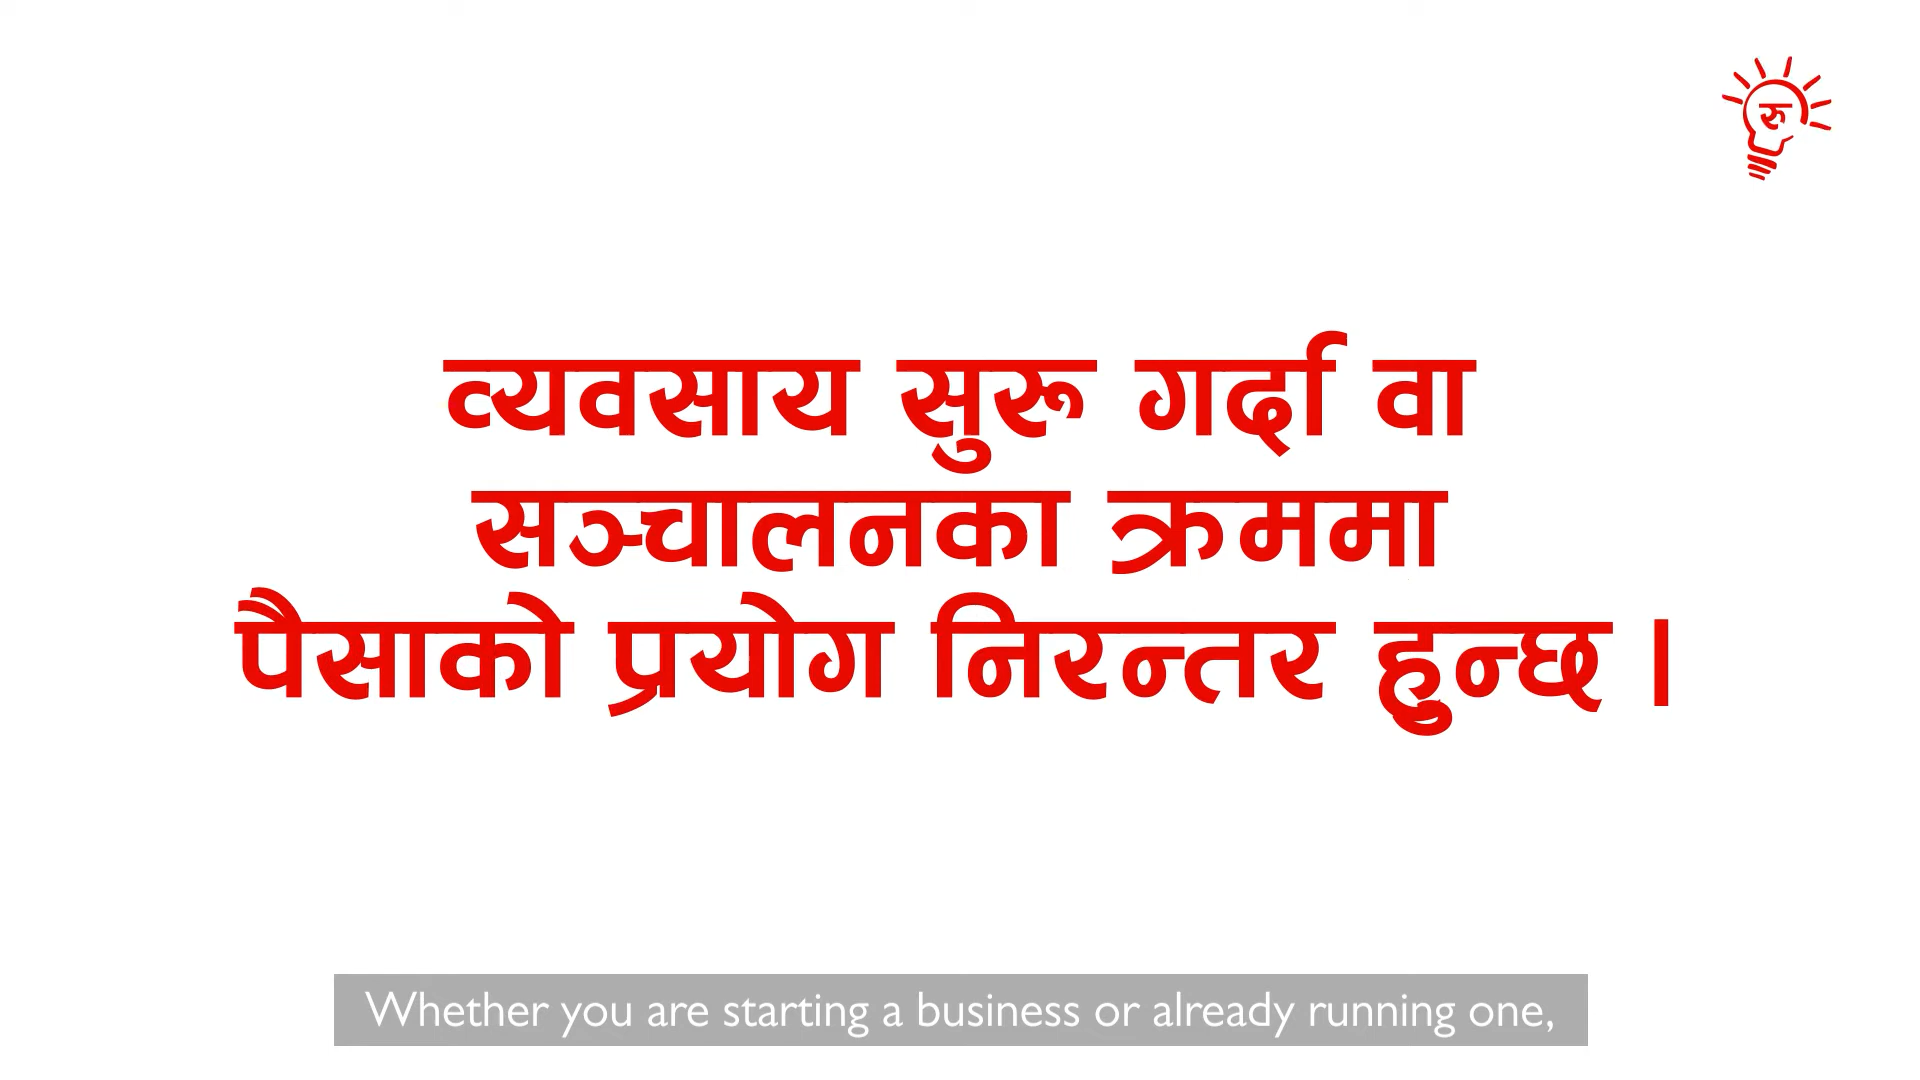 रु
व्यवसाय सुरू गर्दा वा
सञ्चालनका क्रममा
पैसाको प्रयोग निरन्तर हुन्छ ।
Whether you are starting a business or already running one,